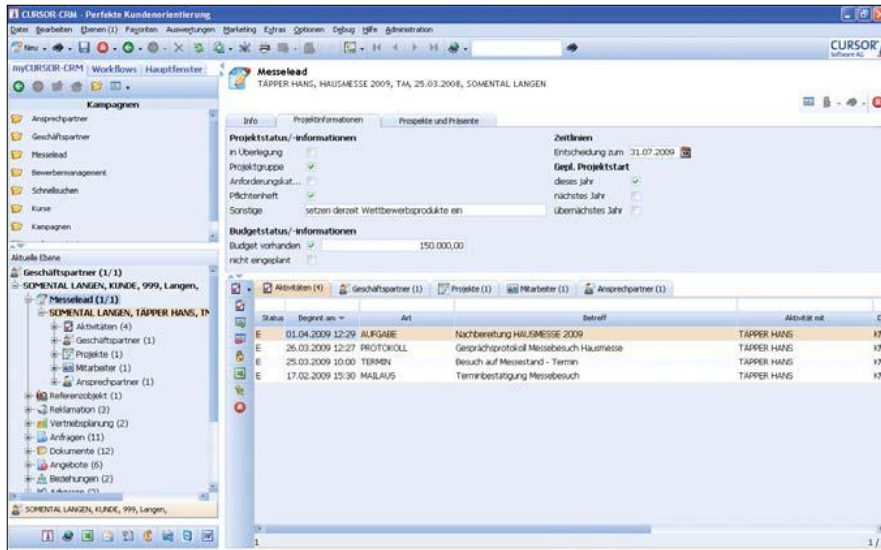 CURSOR-CRM - Perfekte Kundenorientierung
Datei Bearbeiten Ebenen (1) Favoriten Auswertungen Marketing Extras Optionen Debug Hilfe Administration
Neu
CURSOR
Software AG
myCURSOR-CRM Workflows Hauptfenster
Kampagnen
Ansprechpartner
Geschäftspartner
Messelead
Bewerbermanagement
Schnellsuchen
Kurse
Kampagnen
Aktuelle Ebene
Geschäftspartner (1/1)
SOMENTAL LANGEN, KUNDE, 999, Langen,
Messelead (1/1)
SOMENTAL LANGEN, TÄPPER HANS,
Aktivitäten (4)
Geschäftspartner (1)
Projekte (1)
Mitarbeiter (1)
Ansprechpartner (1)
Referenzobjekt (1)
Reklamation (3)
Vertriebsplanung (2)
Anfragen (11)
Dokumente (12)
Angebote (6)
Beziehungen (2)
SOMENTAL LANGEN, KUNDE, 999, Langen,
Messelead
TÄPPER HANS, HAUSMESSE 2009, TM, 25.03.2008, SOMENTAL LANGEN
Info Projektinformationen Prospekte und Präsente
Projektstatus/-informationen
in Überlegung
Projektgruppe
Anforderungskat...
Pflichtenheft
Sonstige setzen derzeit Wettbewerbsprodukte ein
Budgetstatus/-informationen
Budget vorhanden 150.000,00
nicht eingeplant
Zeitlinien
Entscheidung zum 31.07.2009
Gepl. Projektstart
dieses Jahr
nächstes Jahr
übernächstes Jahr
Aktivitäten (4) Geschäftspartner (1) Projekte (1) Mitarbeiter (1) Ansprechpartner (1)
Status Beginnt am Art Betreff Aktivität mit
E 01.04.2009 12:29 AUFGABE Nachbereitung HAUSMESSE 2009 TÄPPER HANS
E 26.03.2009 12:27 PROTOKOLL Gesprächsprotokoll Messebesuch Hausmesse TÄPPER HANS
E 25.03.2009 10:00 TERMIN Besuch auf Messestand - Termin TÄPPER HANS
E 17.02.2009 15:30 MAILAUS Terminbestätigung Messebesuch TÄPPER HANS
1 1 /